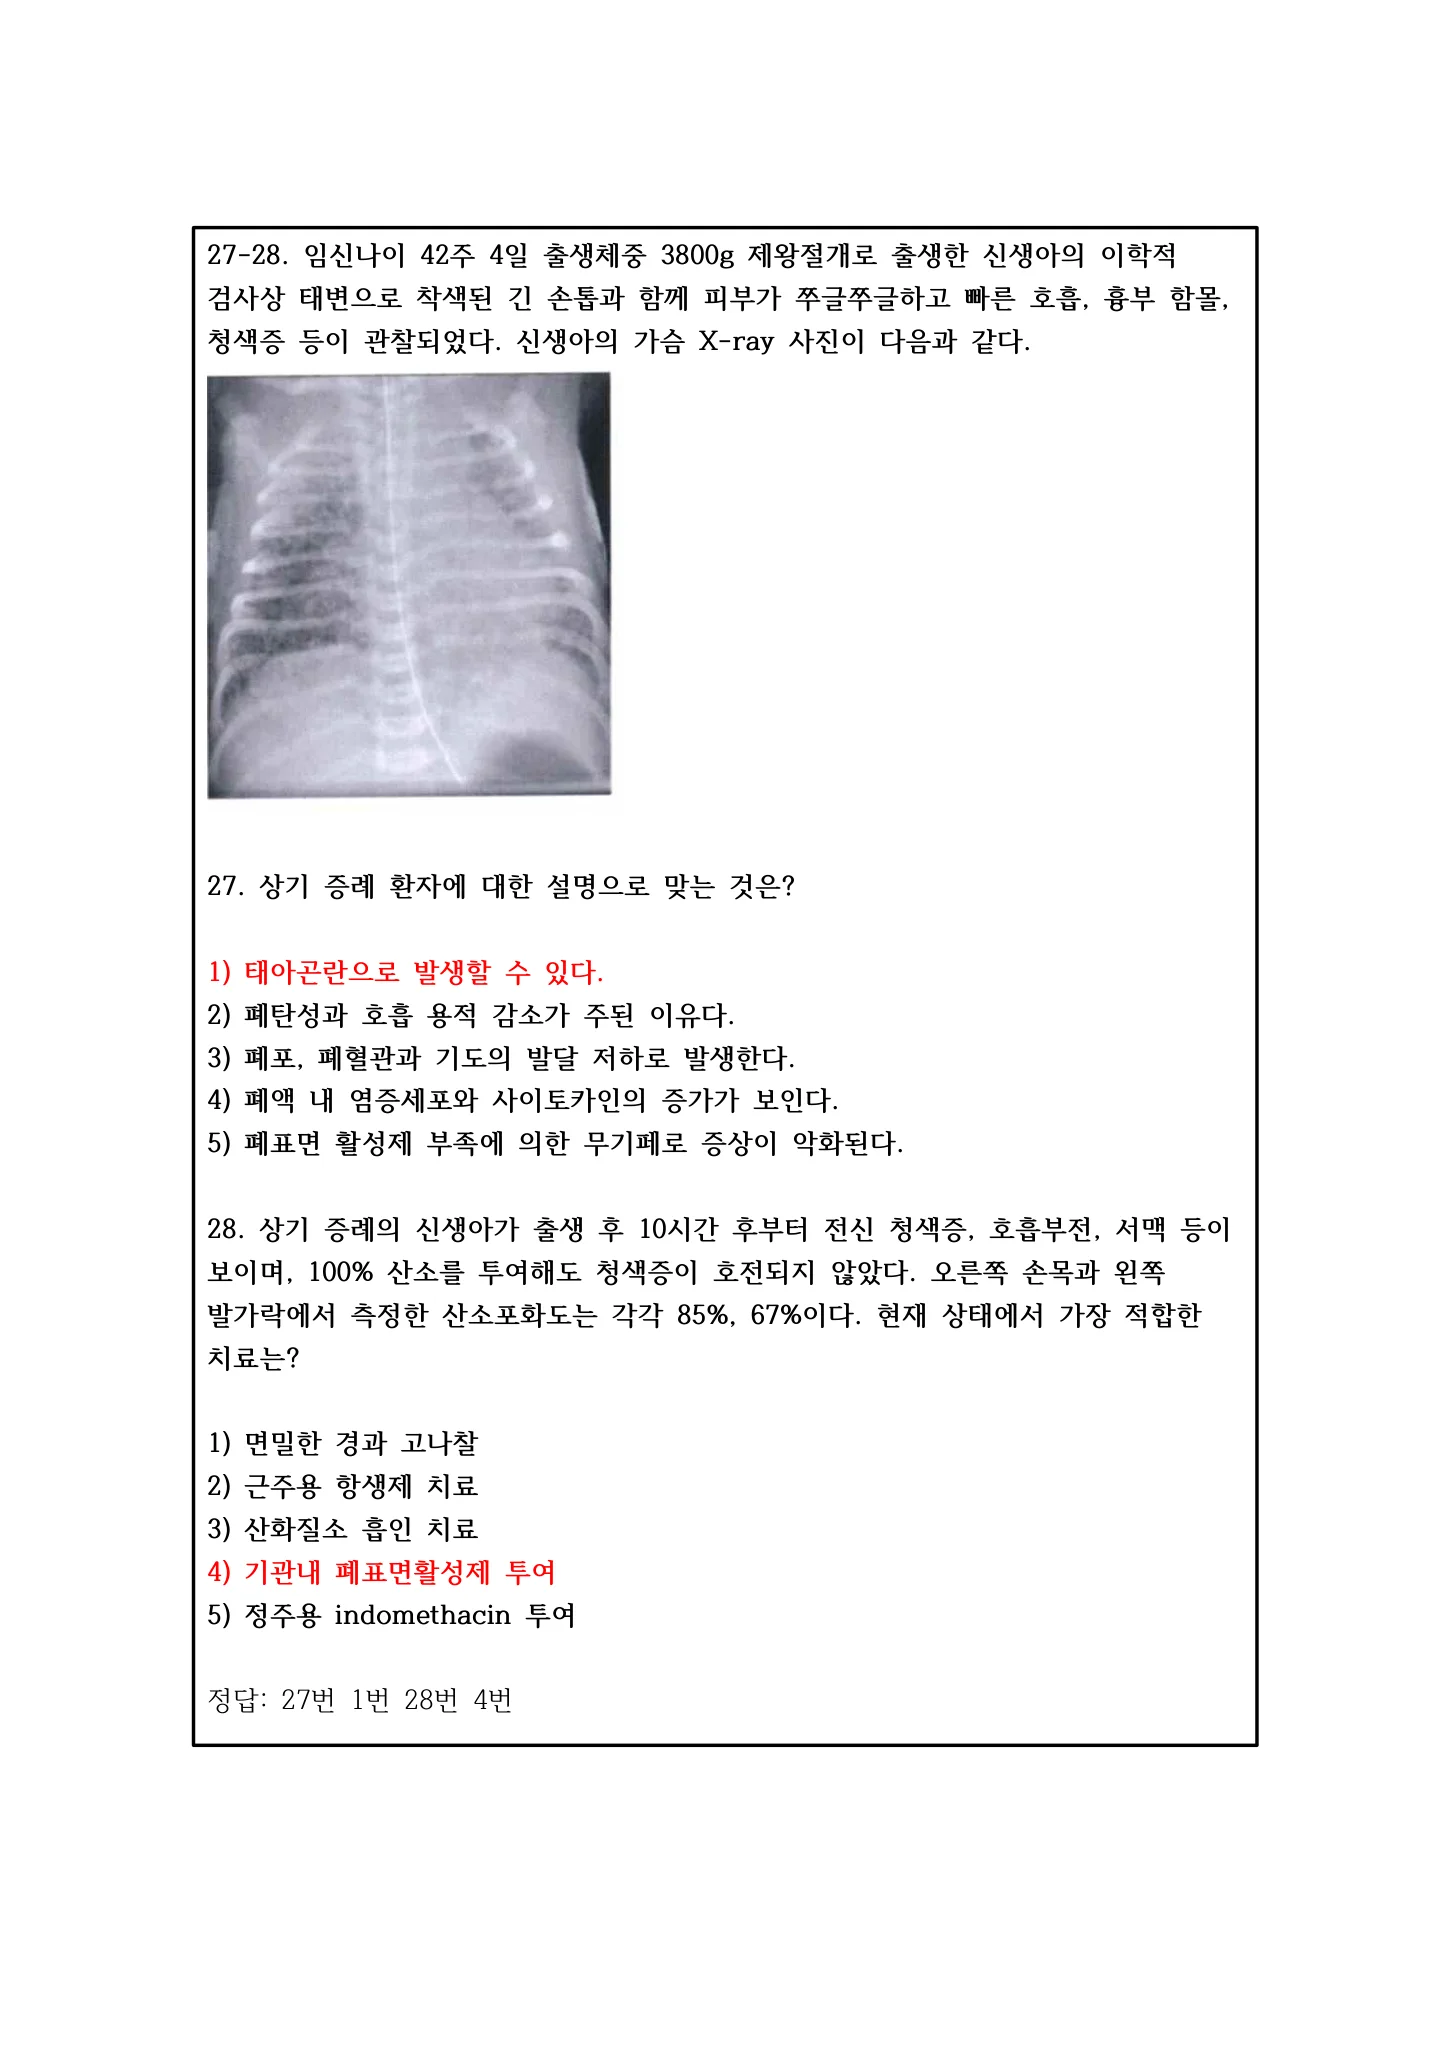 27-28. 임신나이 42주 4일 출생체중 3800g 제왕절개로 출생한 신생아의 이학적
검사상 태변으로 착색된 긴 손톱과 함께 피부가 쭈글쭈글하고 빠른 호흡, 흉부 함몰,
청색증 등이 관찰되었다. 신생아의 가슴 X-ray 사진이 다음과 같다.
27. 상기 증례 환자에 대한 설명으로 맞는 것은?
1) 태아곤란으로 발생할 수 있다.
2) 폐탄성과 호흡 용적 감소가 주된 이유다.
3) 폐포, 폐혈관과 기도의 발달 저하로 발생한다.
4) 폐액 내 염증세포와 사이토카인의 증가가 보인다.
5) 폐표면 활성제 부족에 의한 무기폐로 증상이 악화된다.
28. 상기 증례의 신생아가 출생 후 10시간 후부터 전신 청색증, 호흡부전, 서맥 등이
보이며, 100% 산소를 투여해도 청색증이 호전되지 않았다. 오른쪽 손목과 왼쪽
발가락에서 측정한 산소포화도는 각각 85%, 67%이다. 현재 상태에서 가장 적합한
치료는?
1) 면밀한 경과 고나찰
2) 근주용 항생제 치료
3) 산화질소 흡인 치료
4) 기관내 폐표면활성제 투여
5) 정주용 indomethacin 투여
정답: 27번 1번 28번 4번